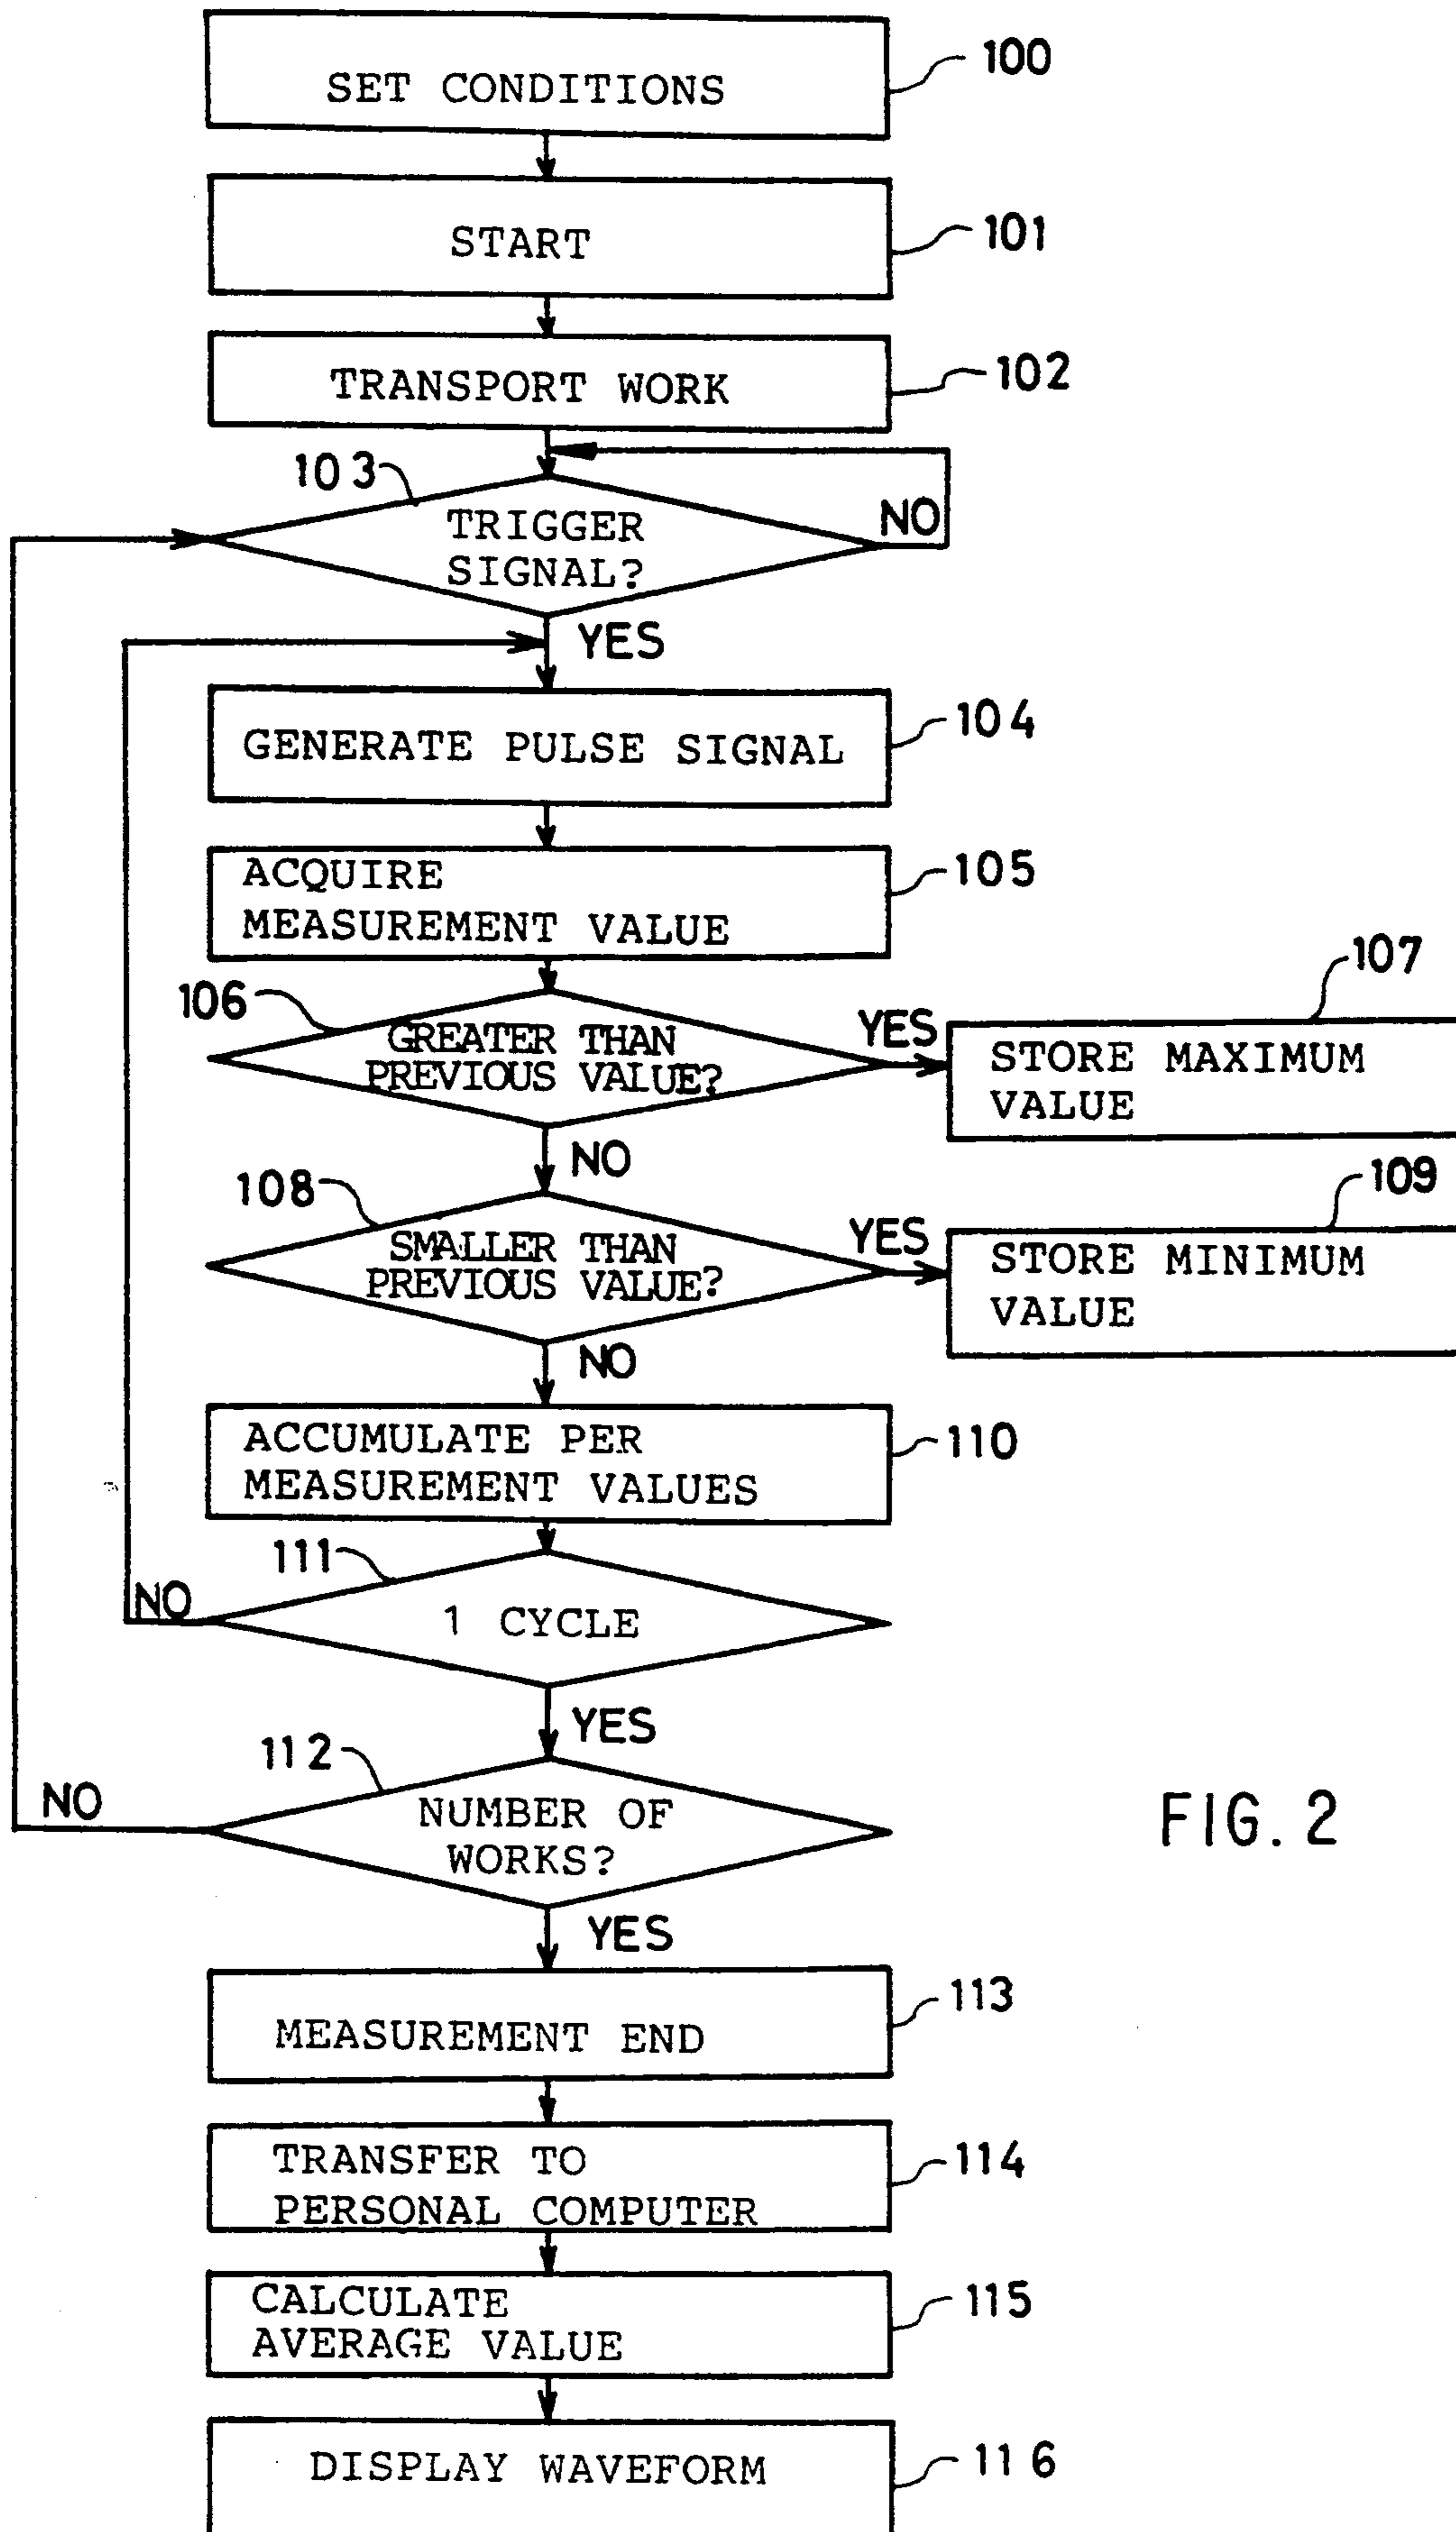 SET CONDITIONS
100
START
101
TRANSPORT WORK
102
103
TRIGGER
SIGNAL?
NO
YES
GENERATE PULSE SIGNAL
104
ACQUIRE
MEASUREMENT VALUE
105
106
GREATER THAN
PREVIOUS VALUE?
YES
107
STORE MAXIMUM
VALUE
NO
108
SMALLER THAN
PREVIOUS VALUE?
YES
109
STORE MINIMUM
VALUE
NO
ACCUMULATE PER
MEASUREMENT VALUES
110
111
1 CYCLE
NO
YES
112
NUMBER OF
WORKS?
NO
YES
FIG. 2
MEASUREMENT END
113
TRANSFER TO
PERSONAL COMPUTER
114
CALCULATE
AVERAGE VALUE
115
DISPLAY WAVEFORM
116